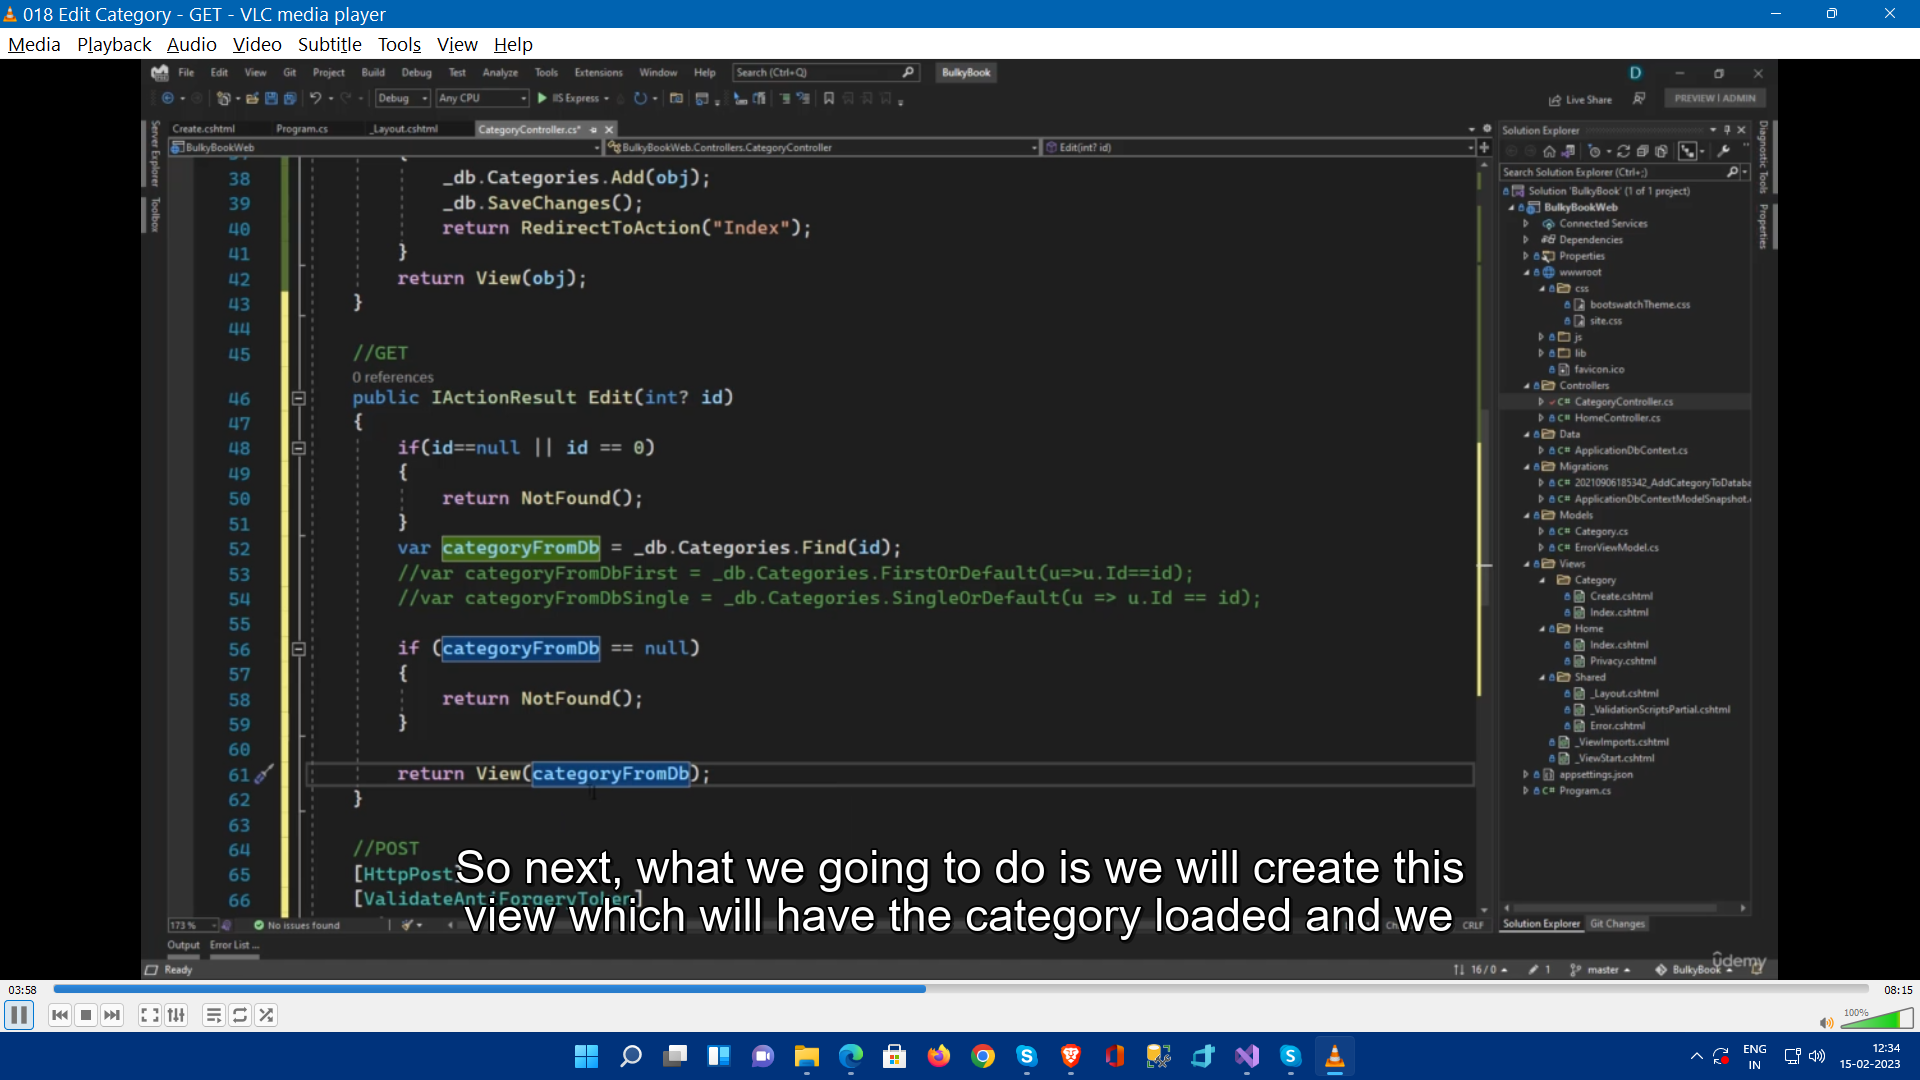 018 Edit Category - GET - VLC media player
Media Playback Audio Video Subtitle Tools View Help
File Edit View Git Project Build Debug Test Analyze Tools Extensions Window Help Search (Ctrl+Q) BulkyBook D
Debug Any CPU IIS Express Live Share PREVIEW | ADMIN
Server Explorer
Toolbox
Create.cshtml Program.cs _Layout.cshtml CategoryController.cs*
BulkyBookWeb BulkyBookWeb.Controllers.CategoryController Edit(int? id)
38 _db.Categories.Add(obj);
39 _db.SaveChanges();
40 return RedirectToAction("Index");
41 }
42 return View(obj);
43 }
44
45 //GET
0 references
46 public IActionResult Edit(int? id)
47 {
48 if(id==null || id == 0)
49 {
50 return NotFound();
51 }
52 var categoryFromDb = _db.Categories.Find(id);
53 //var categoryFromDbFirst = _db.Categories.FirstOrDefault(u=>u.Id==id);
54 //var categoryFromDbSingle = _db.Categories.SingleOrDefault(u => u.Id == id);
55
56 if (categoryFromDb == null)
57 {
58 return NotFound();
59 }
60
61 return View(categoryFromDb);
62 }
63
64 //POST
65 [HttpPost
66 [ValidateAntiForgeryToken]
So next, what we going to do is we will create this
view which will have the category loaded and we
173 % No issues found CRLF
Output Error List ...
Ready 16 / 0 1 master BulkyBook
Solution Explorer
Search Solution Explorer (Ctrl+;)
Solution 'BulkyBook' (1 of 1 project)
BulkyBookWeb
Connected Services
Dependencies
Properties
wwwroot
css
bootswatchTheme.css
site.css
js
lib
favicon.ico
Controllers
C# CategoryController.cs
C# HomeController.cs
Data
C# ApplicationDbContext.cs
Migrations
C# 20210906185342_AddCategoryToDataba
C# ApplicationDbContextModelSnapshot.
Models
C# Category.cs
C# ErrorViewModel.cs
Views
Category
Create.cshtml
Index.cshtml
Home
Index.cshtml
Privacy.cshtml
Shared
_Layout.cshtml
_ValidationScriptsPartial.cshtml
Error.cshtml
_ViewImports.cshtml
_ViewStart.cshtml
appsettings.json
C# Program.cs
Solution Explorer Git Changes
Diagnostic Tools
Properties
udemy
03:58 08:15
100%
ENG
IN
12:34
15-02-2023